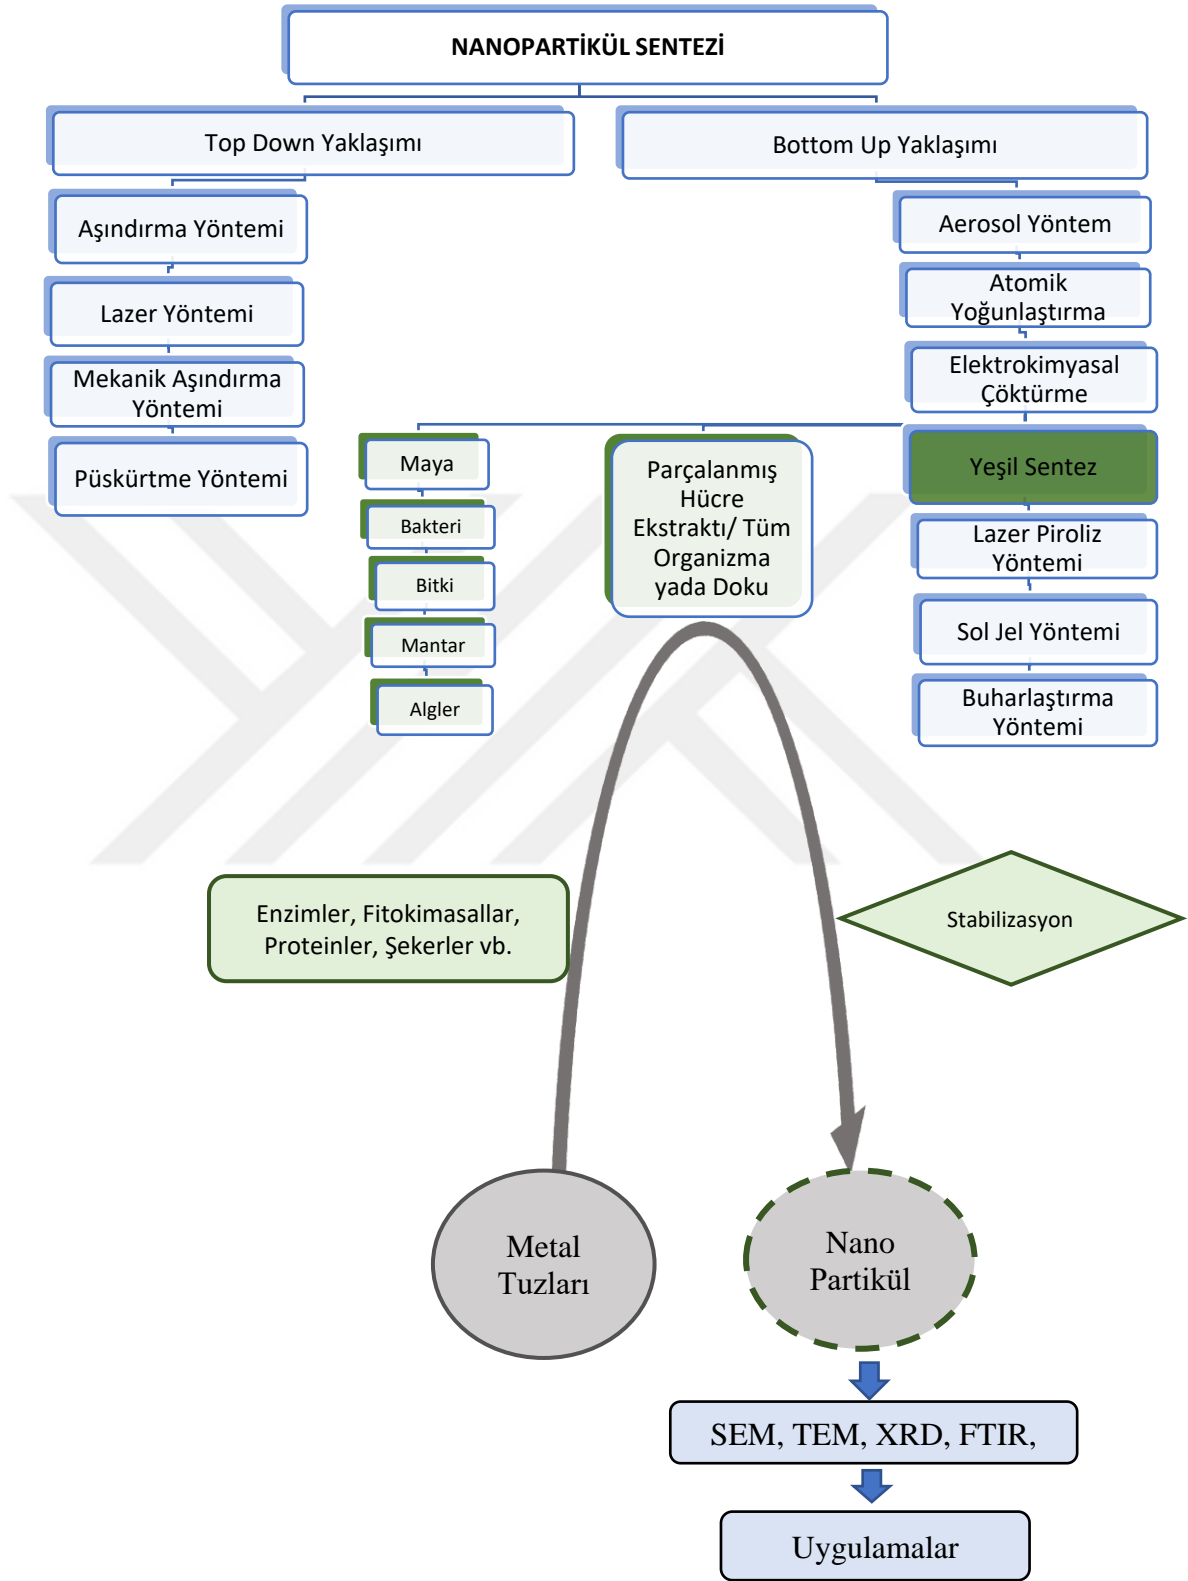 NANOPARTİKÜL SENTEZİ
Top Down Yaklaşımı
Bottom Up Yaklaşımı
Aşındırma Yöntemi
Lazer Yöntemi
Mekanik Aşındırma
Yöntemi
Püskürtme Yöntemi
Aerosol Yöntem
Atomik
Yoğunlaştırma
Elektrokimyasal
Çöktürme
Yeşil Sentez
Lazer Piroliz
Yöntemi
Sol Jel Yöntemi
Buharlaştırma
Yöntemi
Maya
Bakteri
Bitki
Mantar
Algler
Parçalanmış
Hücre
Ekstraktı/ Tüm
Organizma
yada Doku
Enzimler, Fitokimasallar,
Proteinler, Şekerler vb.
Stabilizasyon
Metal
Tuzları
Nano
Partikül
SEM, TEM, XRD, FTIR,
Uygulamalar